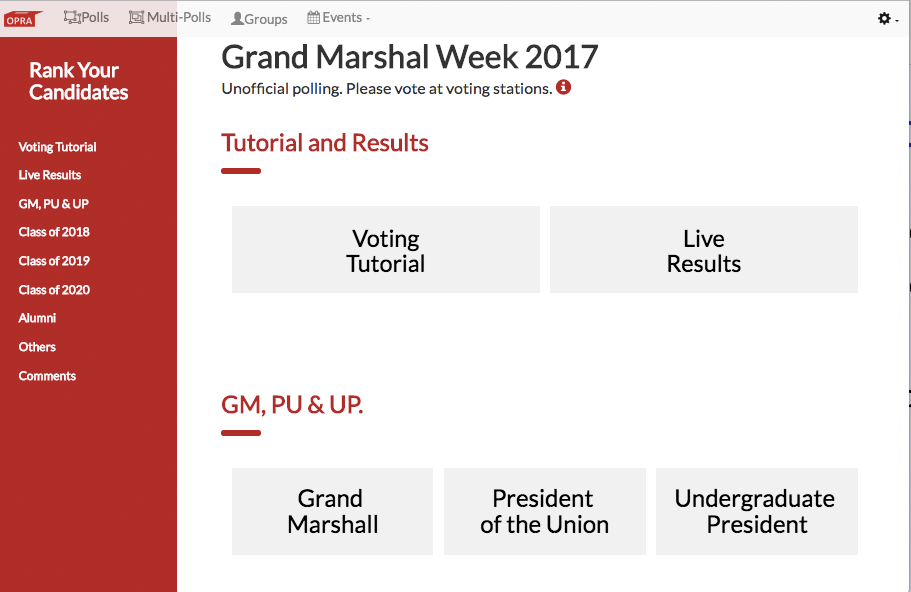 OPRA Polls Multi-Polls Groups Events
Rank Your
Candidates
Voting Tutorial
Live Results
GM, PU & UP
Class of 2018
Class of 2019
Class of 2020
Alumni
Others
Comments
Grand Marshal Week 2017
Unofficial polling. Please vote at voting stations.
Tutorial and Results
Voting
Tutorial
Live
Results
GM, PU & UP.
Grand
Marshall
President
of the Union
Undergraduate
President